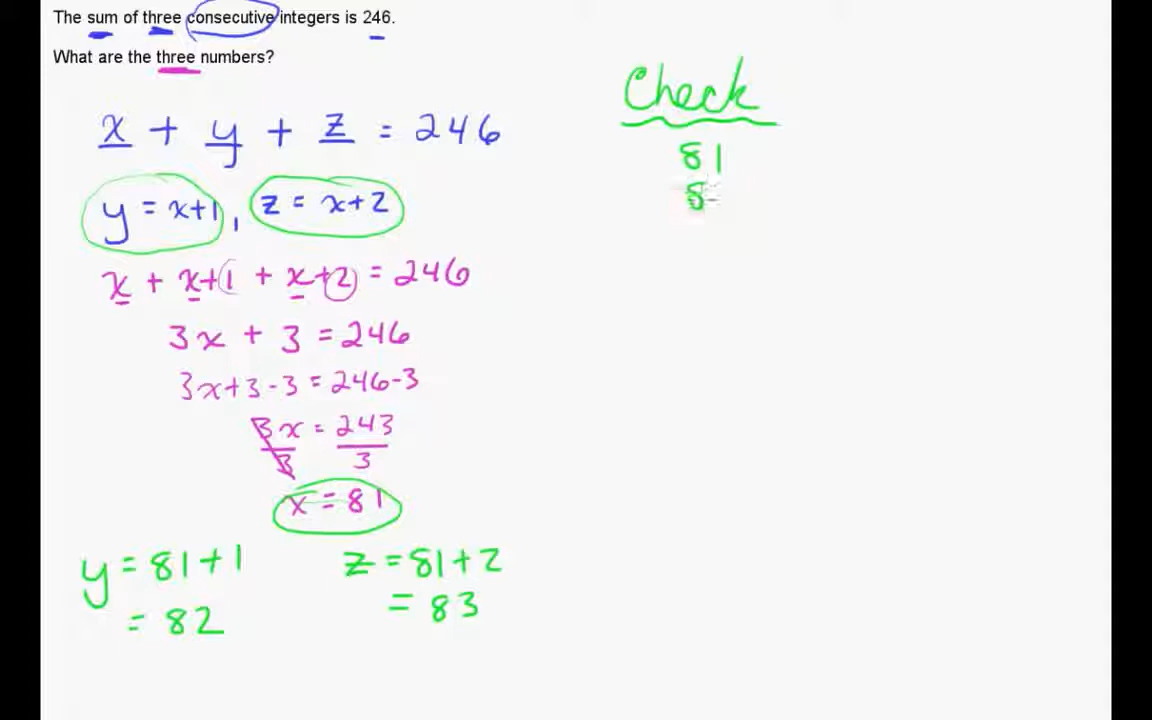 The sum of three consecutive integers is 246.
What are the three numbers?
x + y + z = 246
y = x+1, z = x+2
x + x+1 + x+2 = 246
3x + 3 = 246
3x+3-3 = 246-3
3x = 243
3 3
x = 81
y = 81+1 z = 81+2
= 82 = 83
Check
81
8